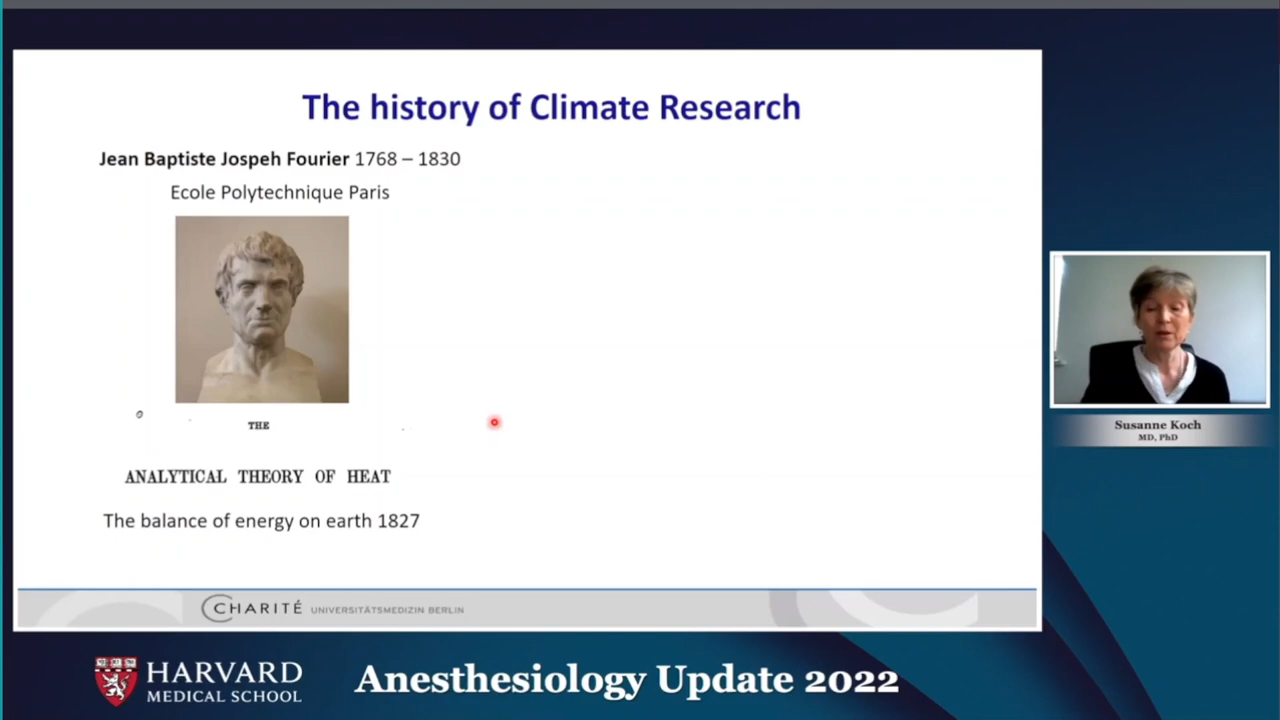 The history of Climate Research
Jean Baptiste Jospeh Fourier 1768 – 1830
Ecole Polytechnique Paris
THE
ANALYTICAL THEORY OF HEAT
The balance of energy on earth 1827
CHARITÉ UNIVERSITÄTSMEDIZIN BERLIN
Susanne Koch
MD, PhD
HARVARD
MEDICAL SCHOOL
Anesthesiology Update 2022